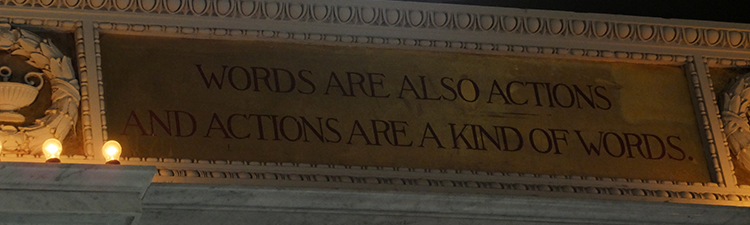 WORDS ARE ALSO ACTIONS
AND ACTIONS ARE A KIND OF WORDS.